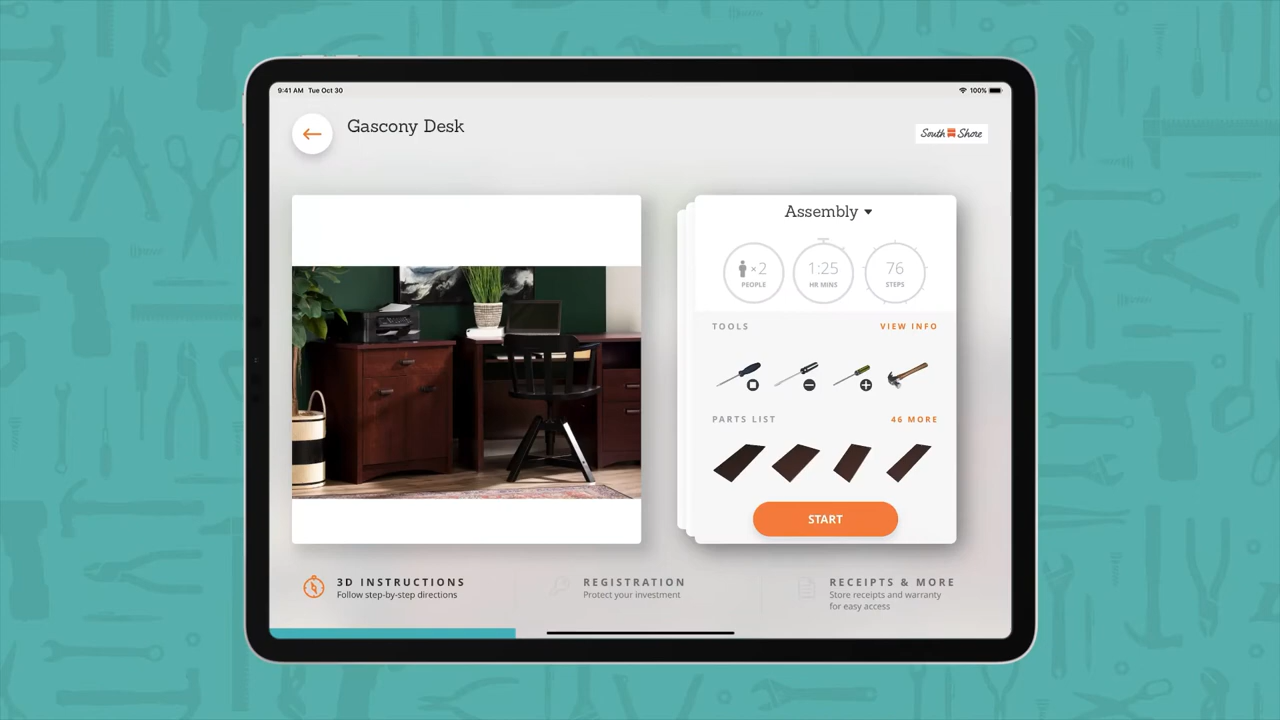 9:41 AM Tue Oct 30
100%
Gascony Desk
South Shore
Assembly
×2
PEOPLE
1:25
HR MINS
76
STEPS
TOOLS
VIEW INFO
PARTS LIST
46 MORE
START
3D INSTRUCTIONS
Follow step-by-step directions
REGISTRATION
Protect your investment
RECEIPTS & MORE
Store receipts and warranty
for easy access